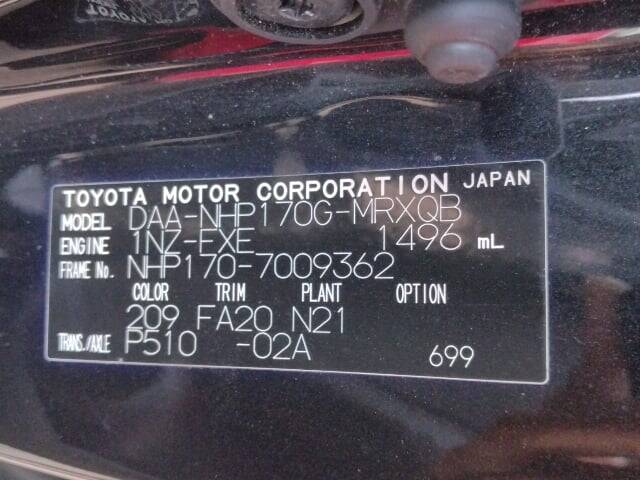 TOYOTA
TOYOTA MOTOR CORPORATION JAPAN
MODEL DAA-NHP170G-MRXQB
ENGINE 1NZ-FXE 1496 mL
FRAME No. NHP170-7009362
COLOR TRIM PLANT OPTION
209 FA20 N21
TRANS./AXLE P510 -02A 699